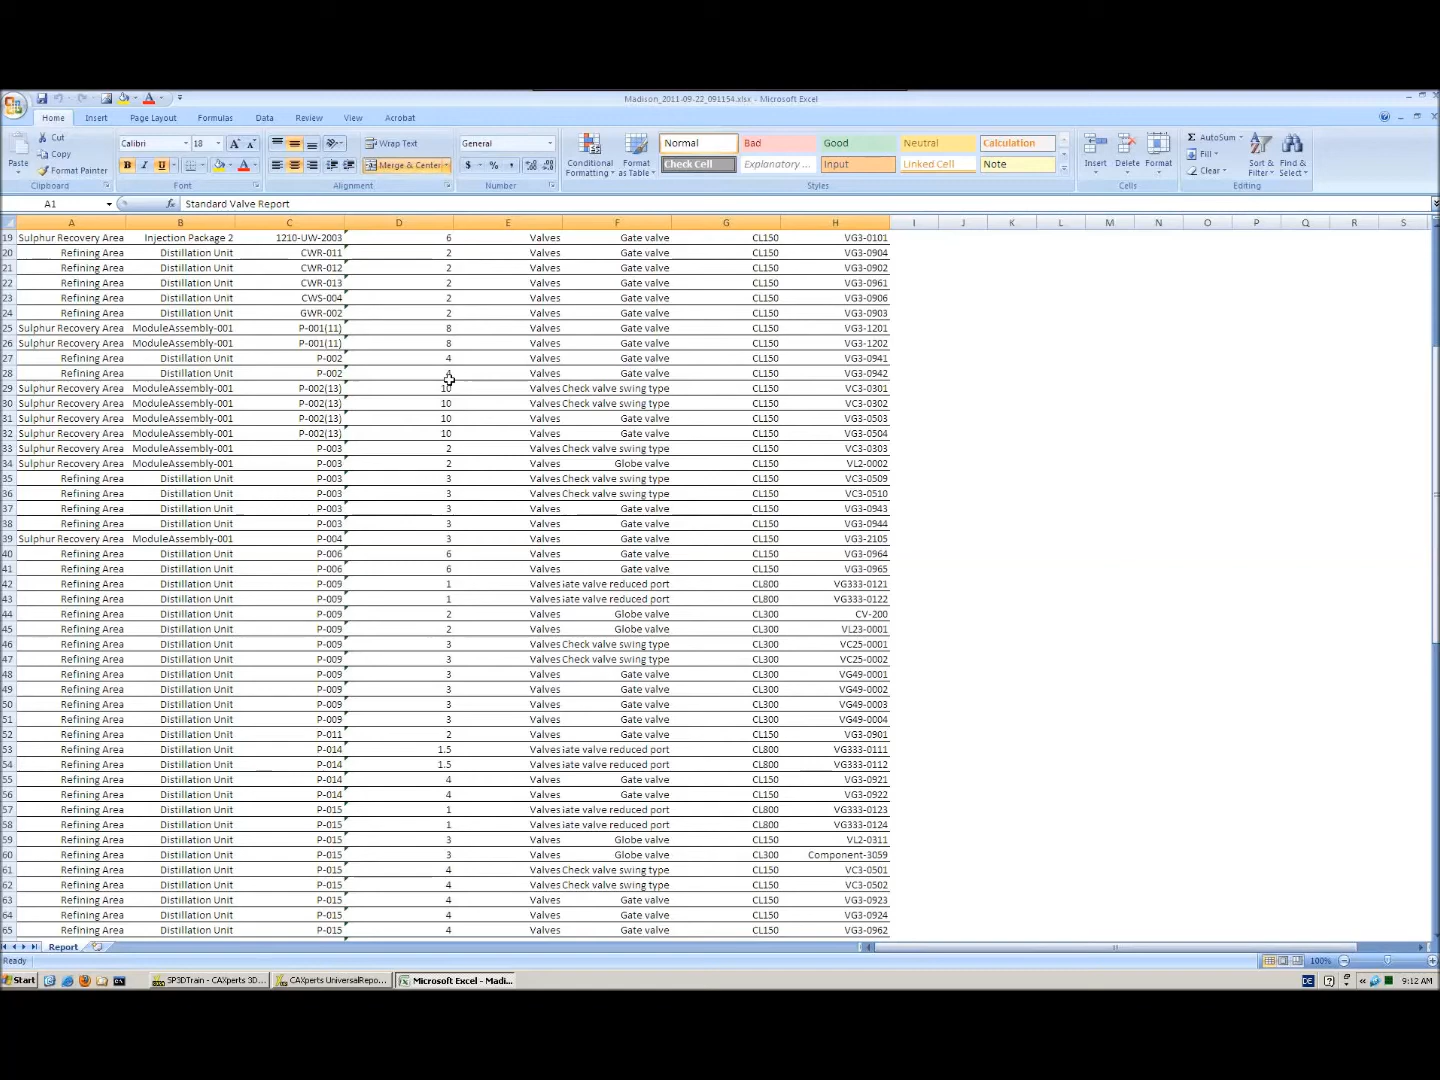 Madison_2011-09-22_091154.xlsx - Microsoft Excel
Home Insert Page Layout Formulas Data Review View Acrobat
Paste Cut Copy Format Painter Clipboard
Calibri 18 B I U Font
Wrap Text Merge & Center Alignment
General $ % , Number
Conditional Formatting Format as Table Normal Bad Good Neutral Calculation
Check Cell Explanatory ... Input Linked Cell Note Styles
Insert Delete Format Cells
AutoSum Fill Clear Sort & Filter Find & Select Editing
A1 fx Standard Valve Report
A B C D E F G H I J K L M N O P Q R S
19 Sulphur Recovery Area Injection Package 2 1210-UW-2003 6 Valves Gate valve CL150 VG3-0101
20 Refining Area Distillation Unit CWR-011 2 Valves Gate valve CL150 VG3-0904
21 Refining Area Distillation Unit CWR-012 2 Valves Gate valve CL150 VG3-0902
22 Refining Area Distillation Unit CWR-013 2 Valves Gate valve CL150 VG3-0961
23 Refining Area Distillation Unit CWS-004 2 Valves Gate valve CL150 VG3-0906
24 Refining Area Distillation Unit GWR-002 2 Valves Gate valve CL150 VG3-0903
25 Sulphur Recovery Area ModuleAssembly-001 P-001(11) 8 Valves Gate valve CL150 VG3-1201
26 Sulphur Recovery Area ModuleAssembly-001 P-001(11) 8 Valves Gate valve CL150 VG3-1202
27 Refining Area Distillation Unit P-002 4 Valves Gate valve CL150 VG3-0941
28 Refining Area Distillation Unit P-002 Valves Gate valve CL150 VG3-0942
29 Sulphur Recovery Area ModuleAssembly-001 P-002(13) 10 Valves Check valve swing type CL150 VC3-0301
30 Sulphur Recovery Area ModuleAssembly-001 P-002(13) 10 Valves Check valve swing type CL150 VC3-0302
31 Sulphur Recovery Area ModuleAssembly-001 P-002(13) 10 Valves Gate valve CL150 VG3-0503
32 Sulphur Recovery Area ModuleAssembly-001 P-002(13) 10 Valves Gate valve CL150 VG3-0504
33 Sulphur Recovery Area ModuleAssembly-001 P-003 2 Valves Check valve swing type CL150 VC3-0303
34 Sulphur Recovery Area ModuleAssembly-001 P-003 2 Valves Globe valve CL150 VL2-0002
35 Refining Area Distillation Unit P-003 3 Valves Check valve swing type CL150 VC3-0509
36 Refining Area Distillation Unit P-003 3 Valves Check valve swing type CL150 VC3-0510
37 Refining Area Distillation Unit P-003 3 Valves Gate valve CL150 VG3-0943
38 Refining Area Distillation Unit P-003 3 Valves Gate valve CL150 VG3-0944
39 Sulphur Recovery Area ModuleAssembly-001 P-004 3 Valves Gate valve CL150 VG3-2105
40 Refining Area Distillation Unit P-006 6 Valves Gate valve CL150 VG3-0964
41 Refining Area Distillation Unit P-006 6 Valves Gate valve CL150 VG3-0965
42 Refining Area Distillation Unit P-009 1 Valves iate valve reduced port CL800 VG333-0121
43 Refining Area Distillation Unit P-009 1 Valves iate valve reduced port CL800 VG333-0122
44 Refining Area Distillation Unit P-009 2 Valves Globe valve CL300 CV-200
45 Refining Area Distillation Unit P-009 2 Valves Globe valve CL300 VL23-0001
46 Refining Area Distillation Unit P-009 3 Valves Check valve swing type CL300 VC25-0001
47 Refining Area Distillation Unit P-009 3 Valves Check valve swing type CL300 VC25-0002
48 Refining Area Distillation Unit P-009 3 Valves Gate valve CL300 VG49-0001
49 Refining Area Distillation Unit P-009 3 Valves Gate valve CL300 VG49-0002
50 Refining Area Distillation Unit P-009 3 Valves Gate valve CL300 VG49-0003
51 Refining Area Distillation Unit P-009 3 Valves Gate valve CL300 VG49-0004
52 Refining Area Distillation Unit P-011 2 Valves Gate valve CL150 VG3-0901
53 Refining Area Distillation Unit P-014 1.5 Valves iate valve reduced port CL800 VG333-0111
54 Refining Area Distillation Unit P-014 1.5 Valves iate valve reduced port CL800 VG333-0112
55 Refining Area Distillation Unit P-014 4 Valves Gate valve CL150 VG3-0921
56 Refining Area Distillation Unit P-014 4 Valves Gate valve CL150 VG3-0922
57 Refining Area Distillation Unit P-015 1 Valves iate valve reduced port CL800 VG333-0123
58 Refining Area Distillation Unit P-015 1 Valves iate valve reduced port CL800 VG333-0124
59 Refining Area Distillation Unit P-015 3 Valves Globe valve CL150 VL2-0311
60 Refining Area Distillation Unit P-015 3 Valves Globe valve CL300 Component-3059
61 Refining Area Distillation Unit P-015 4 Valves Check valve swing type CL150 VC3-0501
62 Refining Area Distillation Unit P-015 4 Valves Check valve swing type CL150 VC3-0502
63 Refining Area Distillation Unit P-015 4 Valves Gate valve CL150 VG3-0923
64 Refining Area Distillation Unit P-015 4 Valves Gate valve CL150 VG3-0924
65 Refining Area Distillation Unit P-015 4 Valves Gate valve CL150 VG3-0962
Report
Ready 100%
Start SP3DTrain - CAXperts 3D... CAXperts UniversalRepo... Microsoft Excel - Madi... DE 9:12 AM